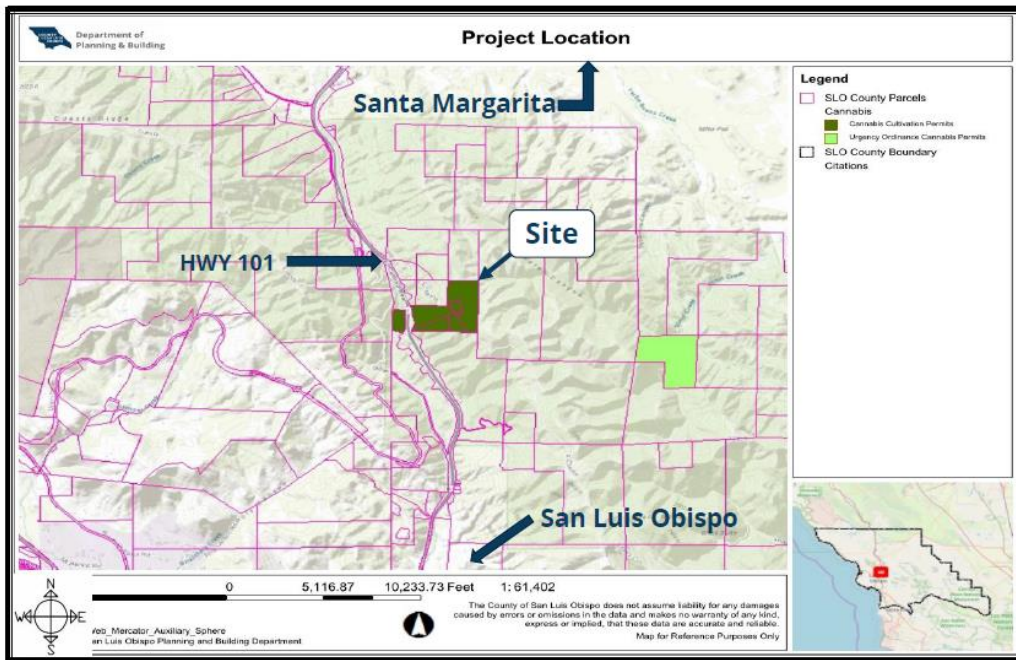 Department of
Planning & Building
Project Location
Santa Margarita
HWY 101
Site
San Luis Obispo
Legend
SLO County Parcels
Cannabis
Cannabis Cultivation Permits
Urgency Ordinance Cannabis Permits
SLO County Boundary
Citations
N
W
E
S
0 5,116.87 10,233.73 Feet 1:61,402
Web_Mercator_Auxiliary_Sphere
an Luis Obispo Planning and Building Department
The County of San Luis Obispo does not assume liability for any damages
caused by errors or omissions in the data and makes no warranty of any kind,
express or implied, that these data are accurate and reliable.
Map for Reference Purposes Only